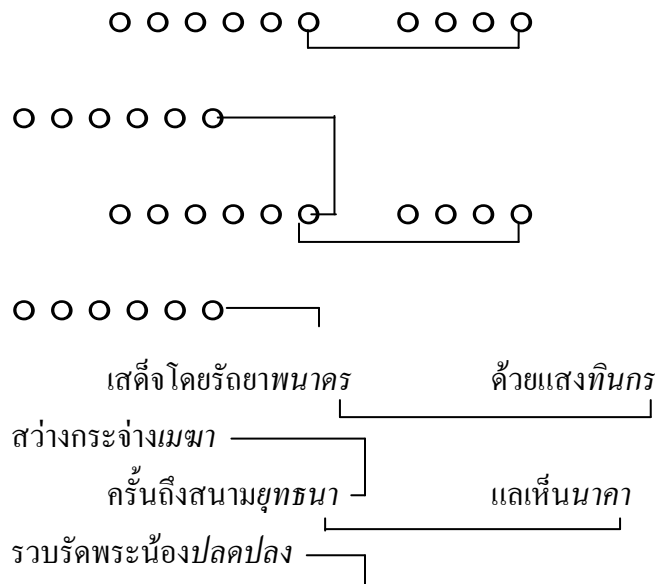 เสด็จโดยรัถยาพนาดร ด้วยแสงทินกร
สว่างกระจ่างเมฆา
ครั้นถึงสนามยุทธนา แลเห็นนาคา
รวบรัดพระน้องปลดปลง